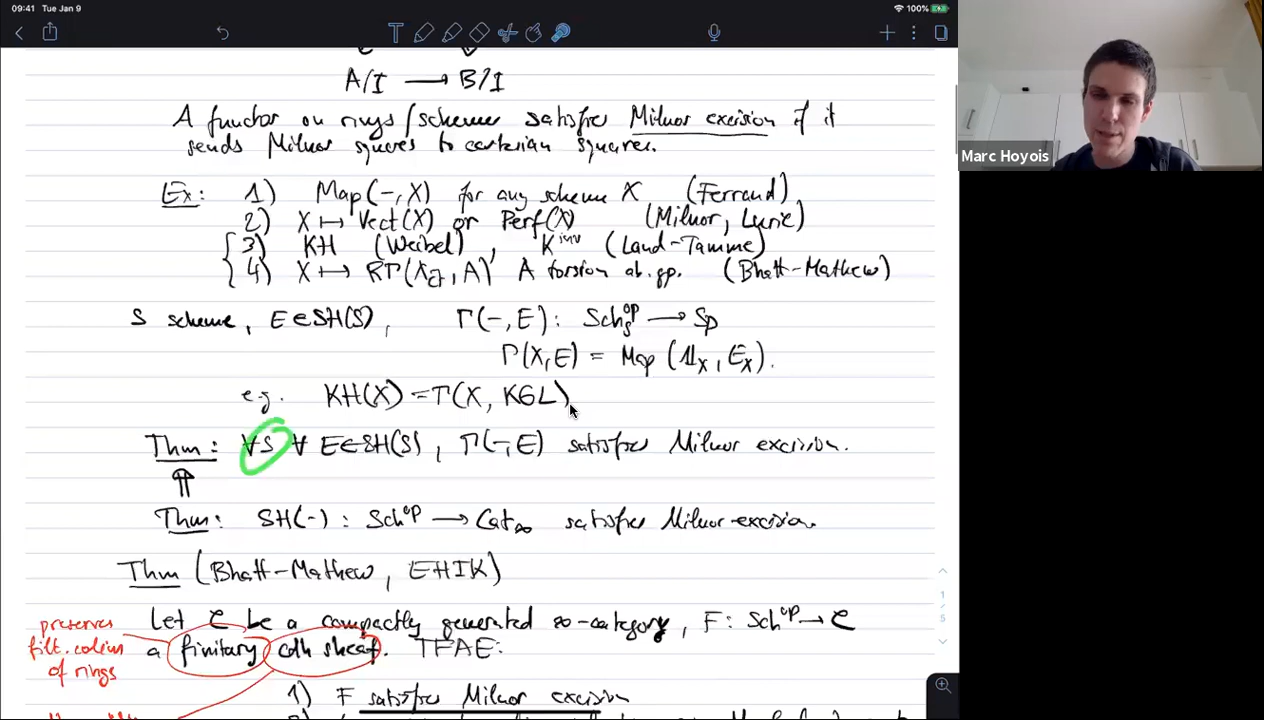 09:41 Tue Jan 9
100%
A/I → B/I
A functor on rings/schemes satisfies Milnor excision if it
sends Milnor squares to cartesian squares.
Ex: 1) Map(-, X) for any scheme X (Ferrand)
2) X ↦ Vect(X) or Perf(X) (Milnor, Lurie)
3) KH (Weibel), K^inv (Land-Tamme)
4) X ↦ RΓ(X_ét, A) A torsion ab. gp. (Bhatt-Mathew)
S scheme, E∈SH(S), Γ(-, E): Sch_S^op → Sp
Γ(X, E) = Map(𝟙_X, E_X).
e.g. KH(X) = Γ(X, KGL)
Thm: ∀S ∀ E∈SH(S), Γ(-, E) satisfies Milnor excision.
⇑
Thm: SH(-): Sch^op → Cat_∞ satisfies Milnor excision.
Thm (Bhatt-Mathew, EHIK)
Let C be a compactly generated ∞-category, F: Sch^op → C
a finitary cdh sheaf. TFAE:
preserves
filt. colim
of rings
1) F satisfies Milnor excision
Marc Hoyois
1/5